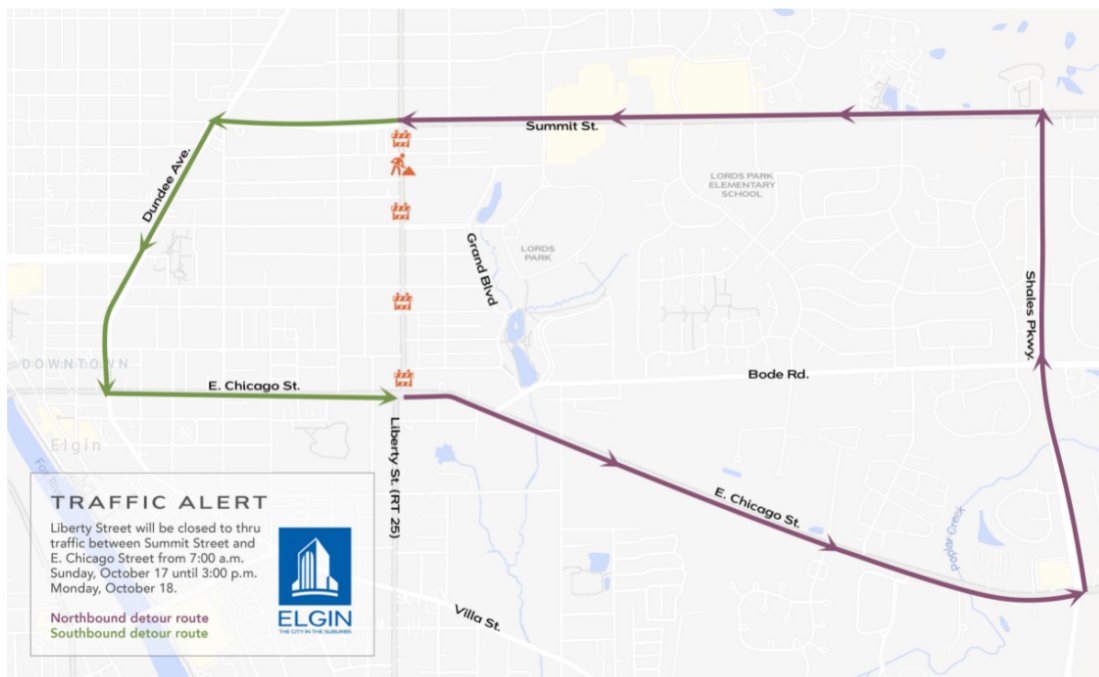 Summit St.
Dundee Ave.
LORDS PARK
ELEMENTARY
SCHOOL
Grand Blvd
LORDS
PARK
Shales Pkwy.
DOWNTOWN
E. Chicago St.
Bode Rd.
Elgin
Liberty St. (RT 25)
E. Chicago St.
Poplar Creek
Villa St.
TRAFFIC ALERT
Liberty Street will be closed to thru
traffic between Summit Street and
E. Chicago Street from 7:00 a.m.
Sunday, October 17 until 3:00 p.m.
Monday, October 18.
Northbound detour route
Southbound detour route
ELGIN
THE CITY IN THE SUBURBS